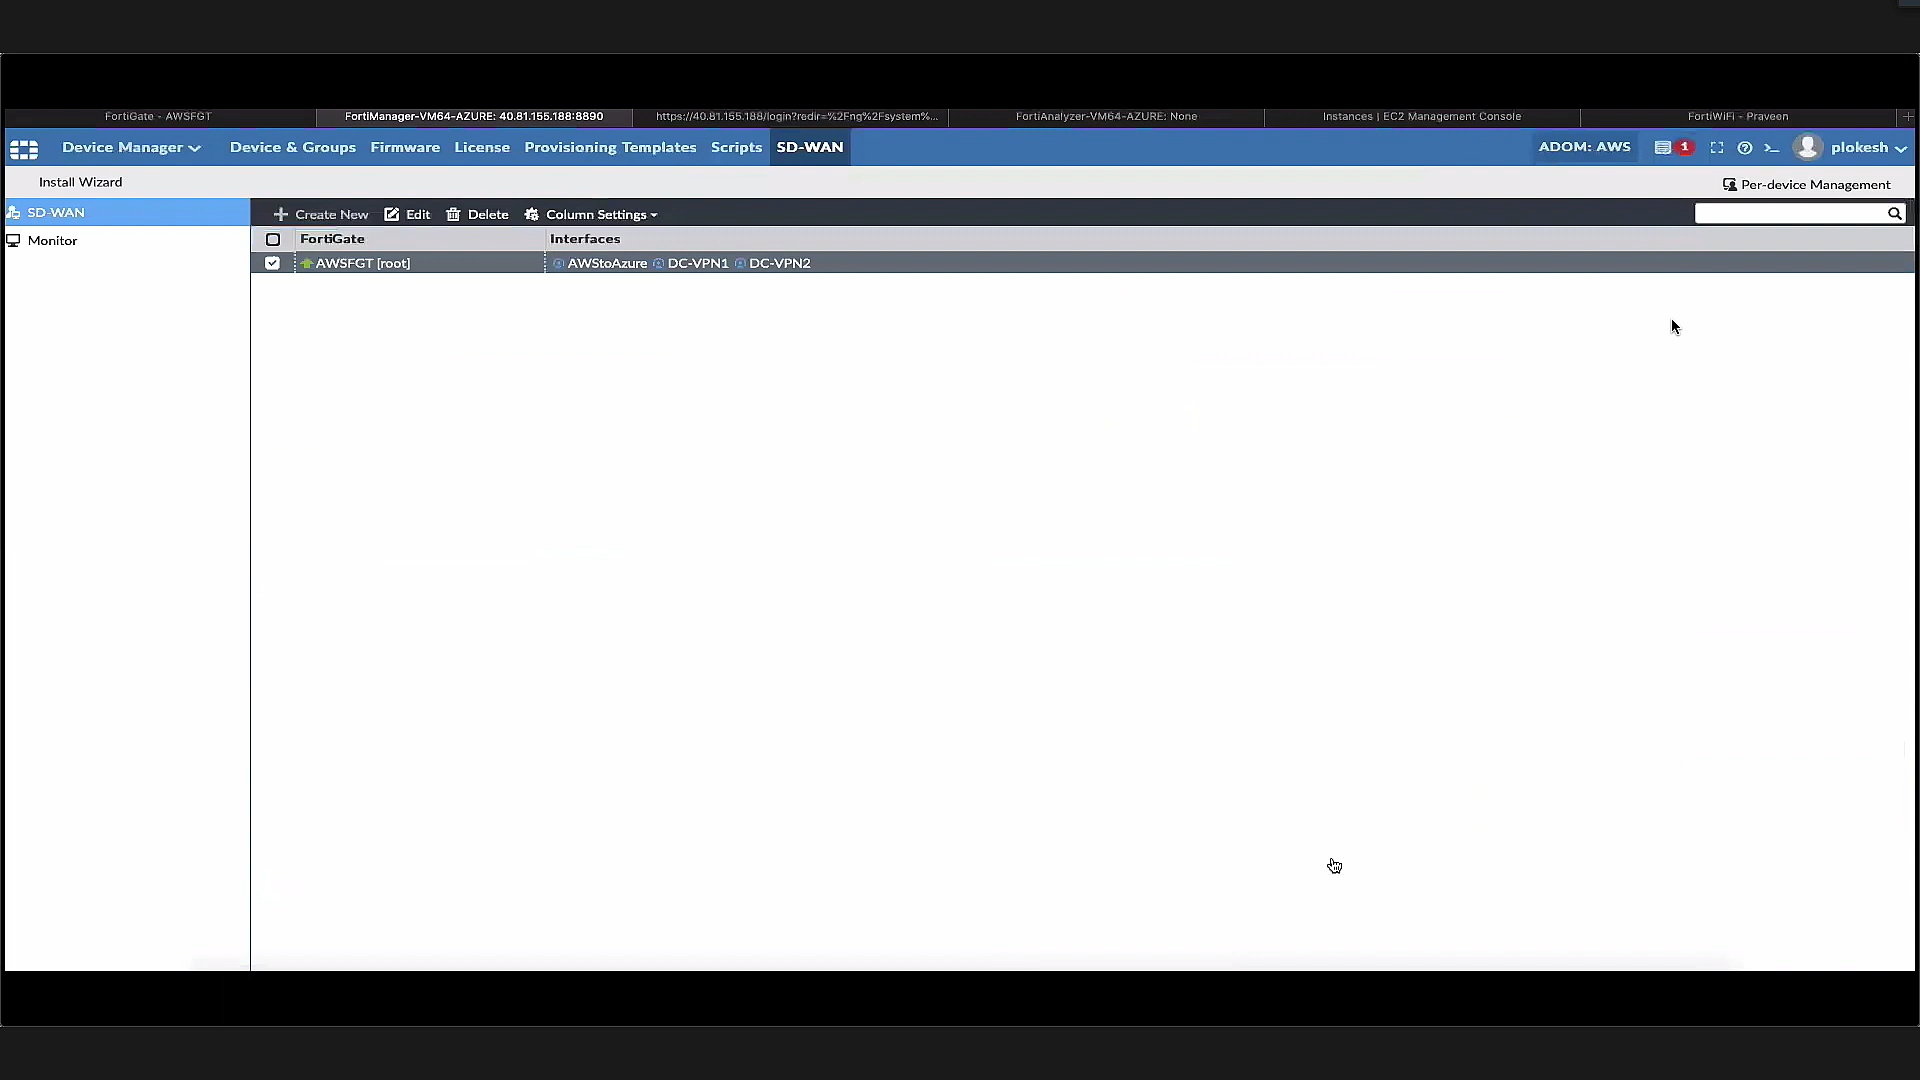 FortiGate - AWSFGT FortiManager-VM64-AZURE: 40.81.155.188:8890 https://40.81.155.188/login?redir=%2Fng%2Fsystem%... FortiAnalyzer-VM64-AZURE: None Instances | EC2 Management Console FortiWiFi - Praveen
Device Manager Device & Groups Firmware License Provisioning Templates Scripts SD-WAN ADOM: AWS 1 plokesh
Install Wizard Per-device Management
SD-WAN Create New Edit Delete Column Settings
Monitor FortiGate Interfaces
AWSFGT [root] AWStoAzure DC-VPN1 DC-VPN2